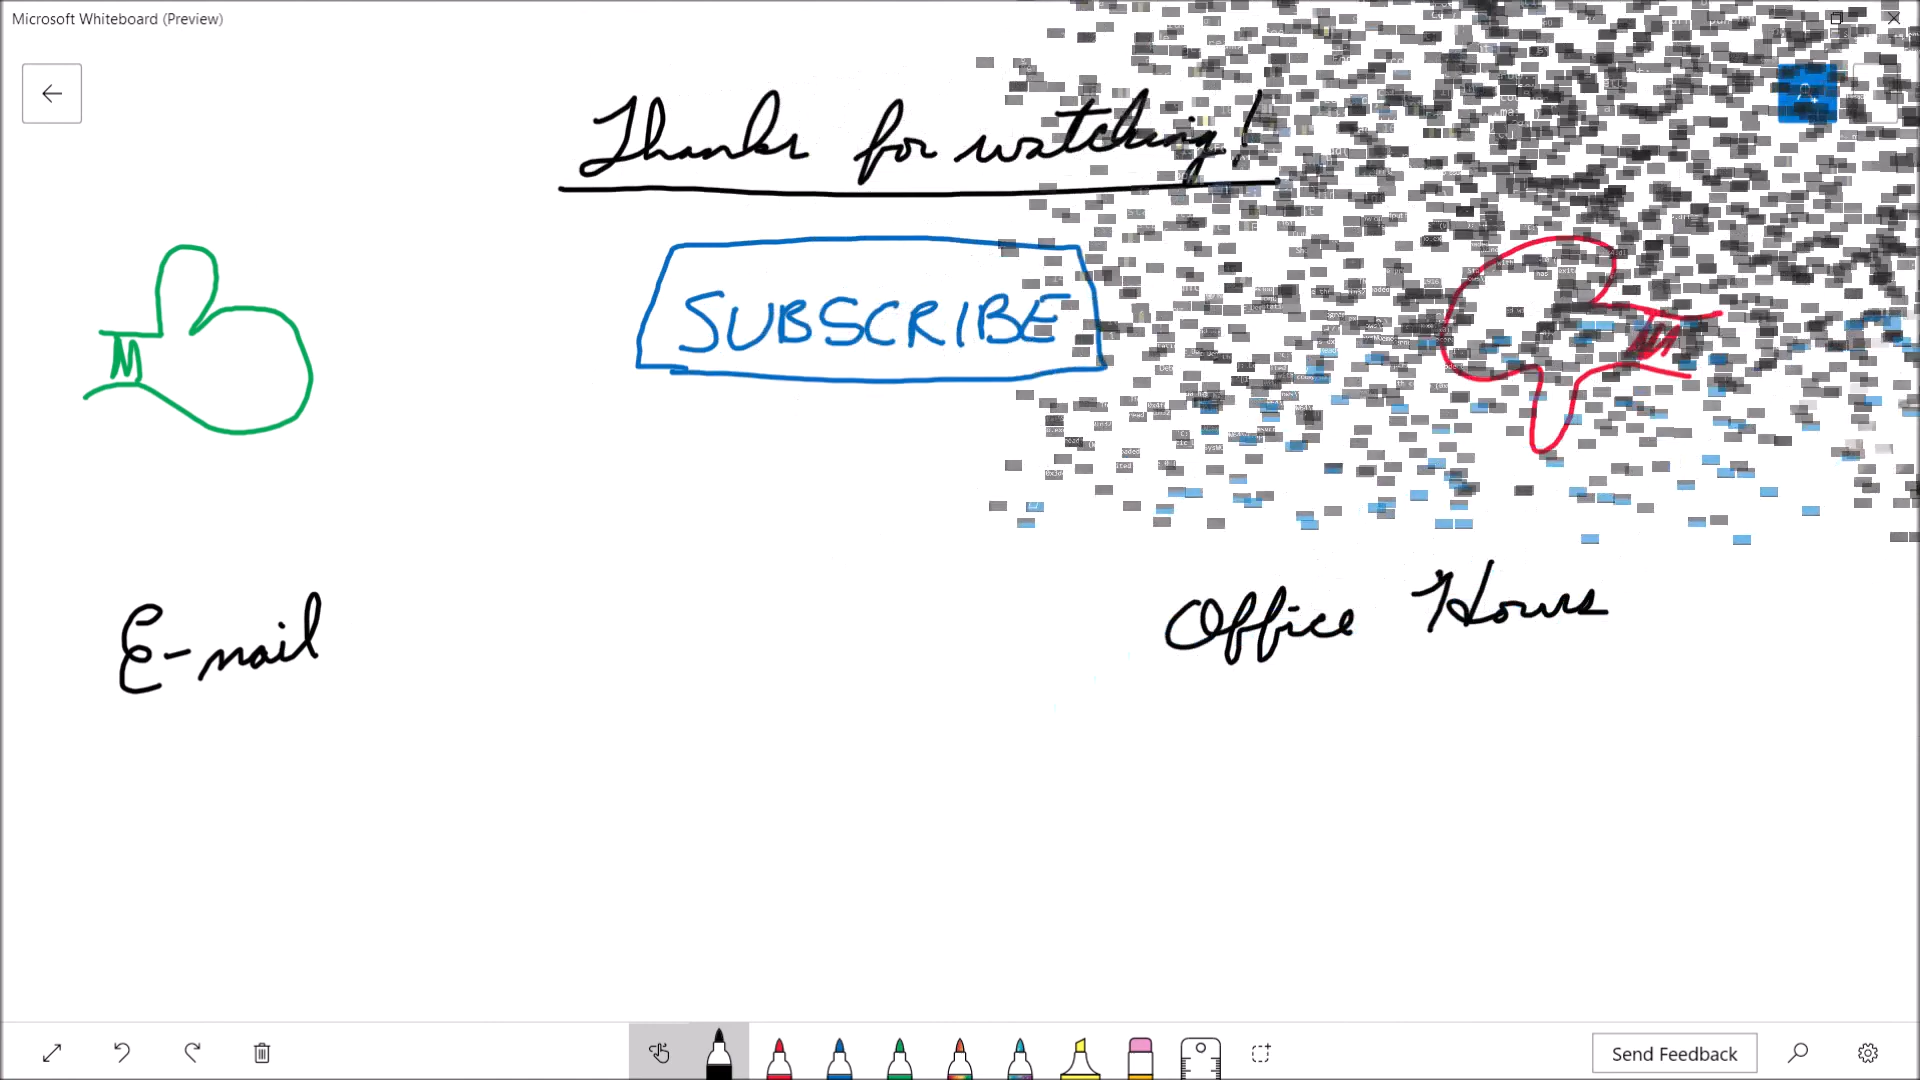 Microsoft Whiteboard (Preview)
Thanks for watching!
SUBSCRIBE
E-mail
Office Hours
Send Feedback